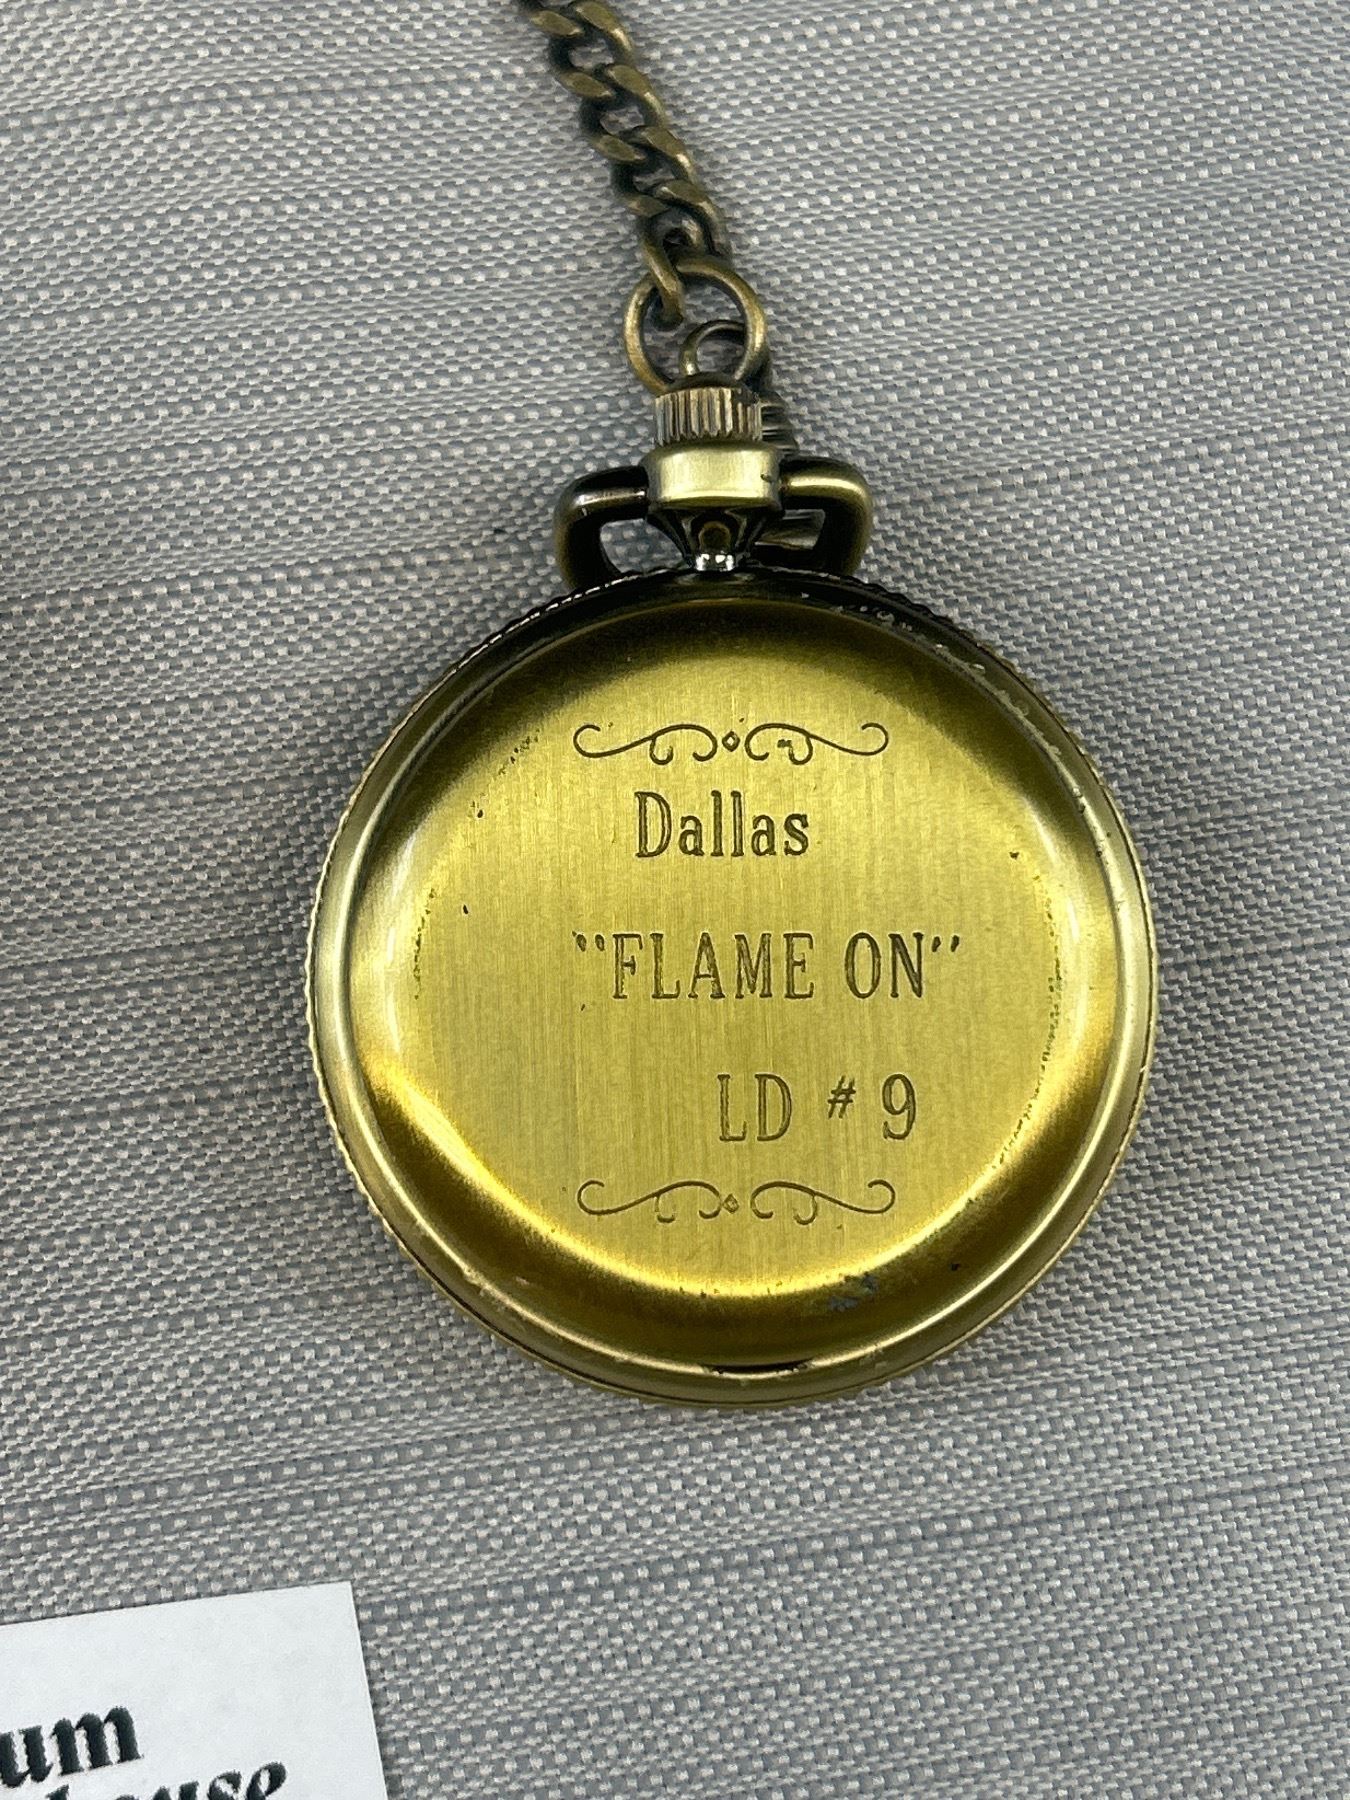 Dallas
"FLAME ON"
LD # 9
um